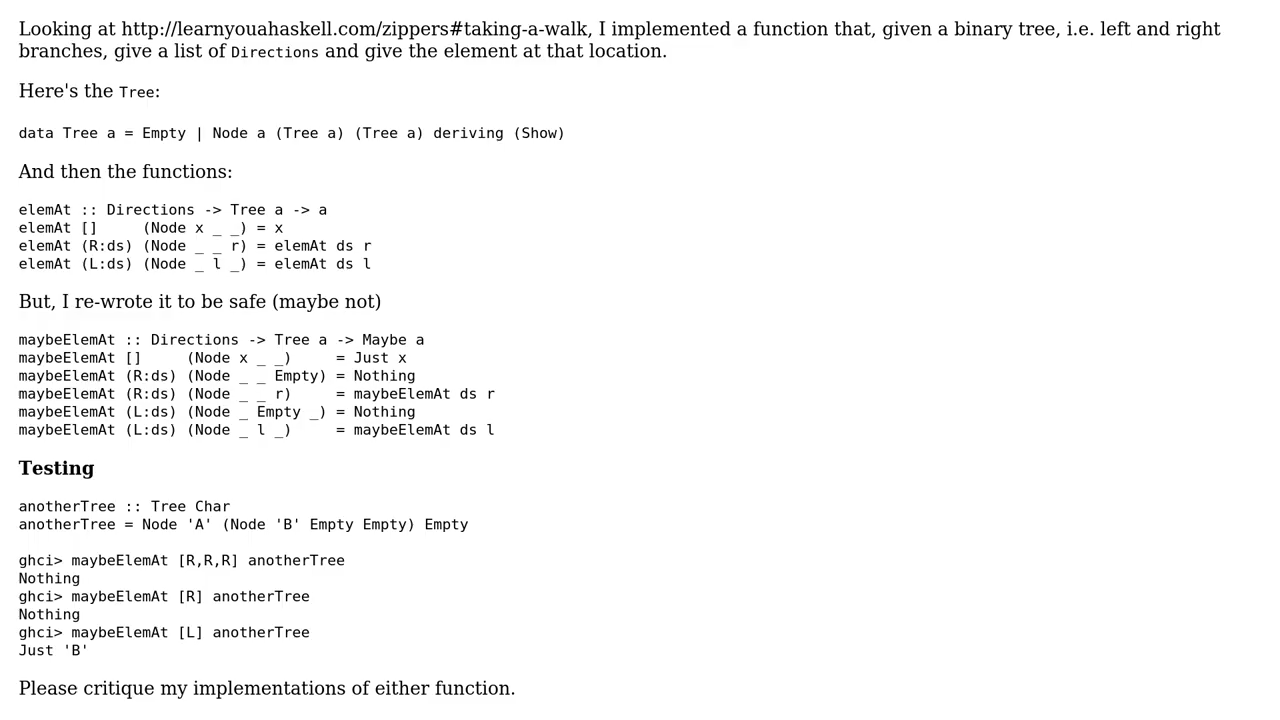 Looking at http://learnyouahaskell.com/zippers#taking-a-walk, I implemented a function that, given a binary tree, i.e. left and right
branches, give a list of Directions and give the element at that location.
Here's the Tree:
data Tree a = Empty | Node a (Tree a) (Tree a) deriving (Show)
And then the functions:
elemAt :: Directions -> Tree a -> a
elemAt []     (Node x _ _) = x
elemAt (R:ds) (Node _ _ r) = elemAt ds r
elemAt (L:ds) (Node _ l _) = elemAt ds l
But, I re-wrote it to be safe (maybe not)
maybeElemAt :: Directions -> Tree a -> Maybe a
maybeElemAt []     (Node x _ _)     = Just x
maybeElemAt (R:ds) (Node _ _ Empty) = Nothing
maybeElemAt (R:ds) (Node _ _ r)     = maybeElemAt ds r
maybeElemAt (L:ds) (Node _ Empty _) = Nothing
maybeElemAt (L:ds) (Node _ l _)     = maybeElemAt ds l
Testing
anotherTree :: Tree Char
anotherTree = Node 'A' (Node 'B' Empty Empty) Empty
ghci> maybeElemAt [R,R,R] anotherTree
Nothing
ghci> maybeElemAt [R] anotherTree
Nothing
ghci> maybeElemAt [L] anotherTree
Just 'B'
Please critique my implementations of either function.